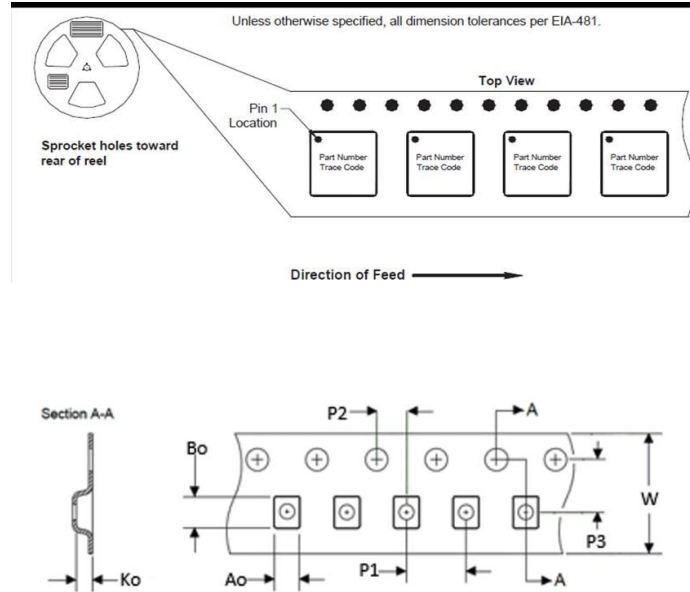 Unless otherwise specified, all dimension tolerances per EIA-481.
Top View
Pin 1
Location
Sprocket holes toward
rear of reel
Part Number
Trace Code
Part Number
Trace Code
Part Number
Trace Code
Part Number
Trace Code
Direction of Feed
Section A-A
P2
A
Bo
W
P3
Ko
Ao
P1
A